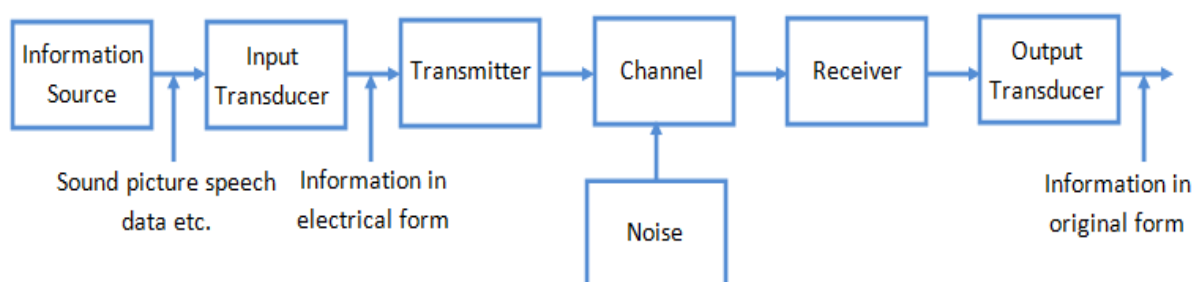 Information
Source
Input
Transducer
Transmitter
Channel
Receiver
Output
Transducer
Sound picture speech
data etc.
Information in
electrical form
Noise
Information in
original form